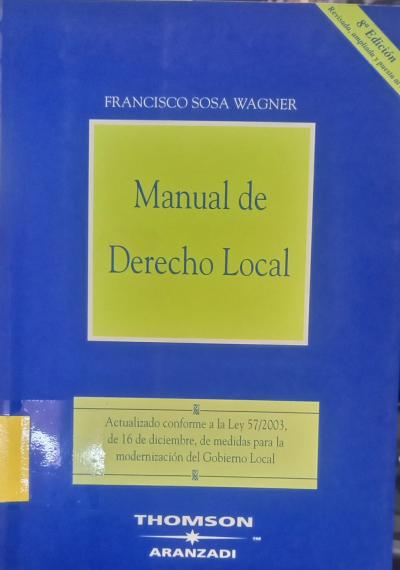 8ª Edición
Revisada, ampliada y puesta al
FRANCISCO SOSA WAGNER
Manual de
Derecho Local
Actualizado conforme a la Ley 57/2003,
de 16 de diciembre, de medidas para la
modernización del Gobierno Local
THOMSON
™
ARANZADI